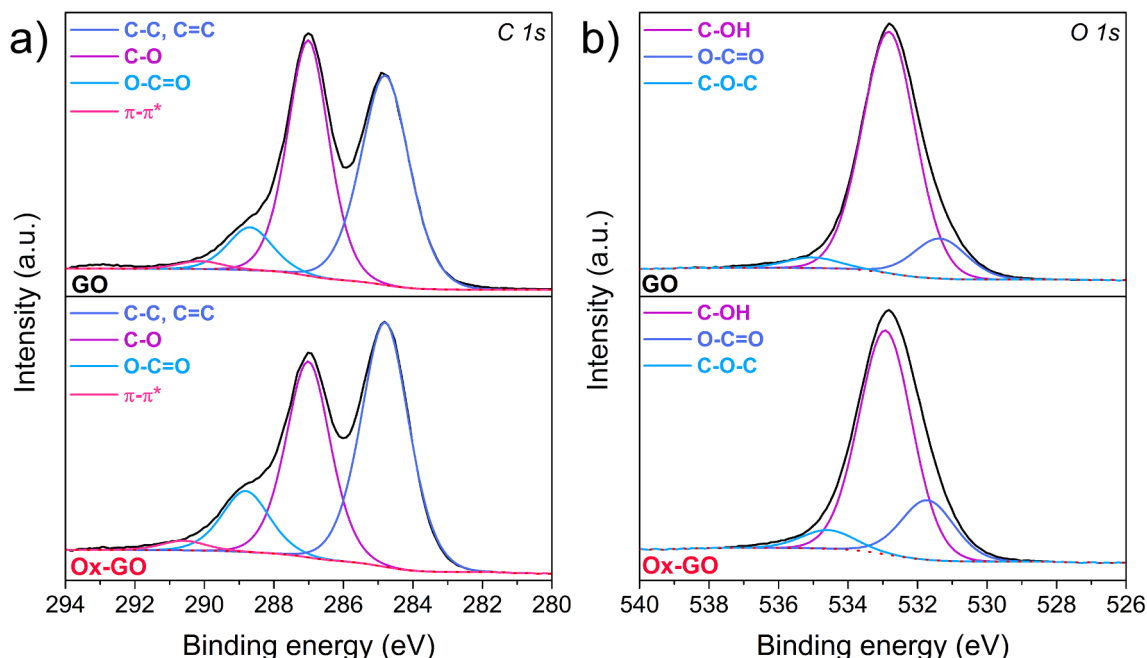 a)
C 1s
C-C, C=C
C-O
O-C=O
π-π*
GO
C-C, C=C
C-O
O-C=O
π-π*
Ox-GO
Intensity (a.u.)
294 292 290 288 286 284 282 280
Binding energy (eV)
b)
O 1s
C-OH
O-C=O
C-O-C
GO
C-OH
O-C=O
C-O-C
Ox-GO
Intensity (a.u.)
540 538 536 534 532 530 528 526
Binding energy (eV)